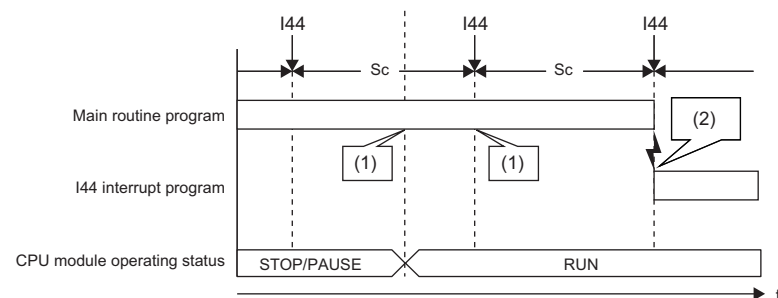 I44 I44 I44
Sc Sc
Main routine program
(2)
(1) (1)
I44 interrupt program
CPU module operating status STOP/PAUSE RUN
t